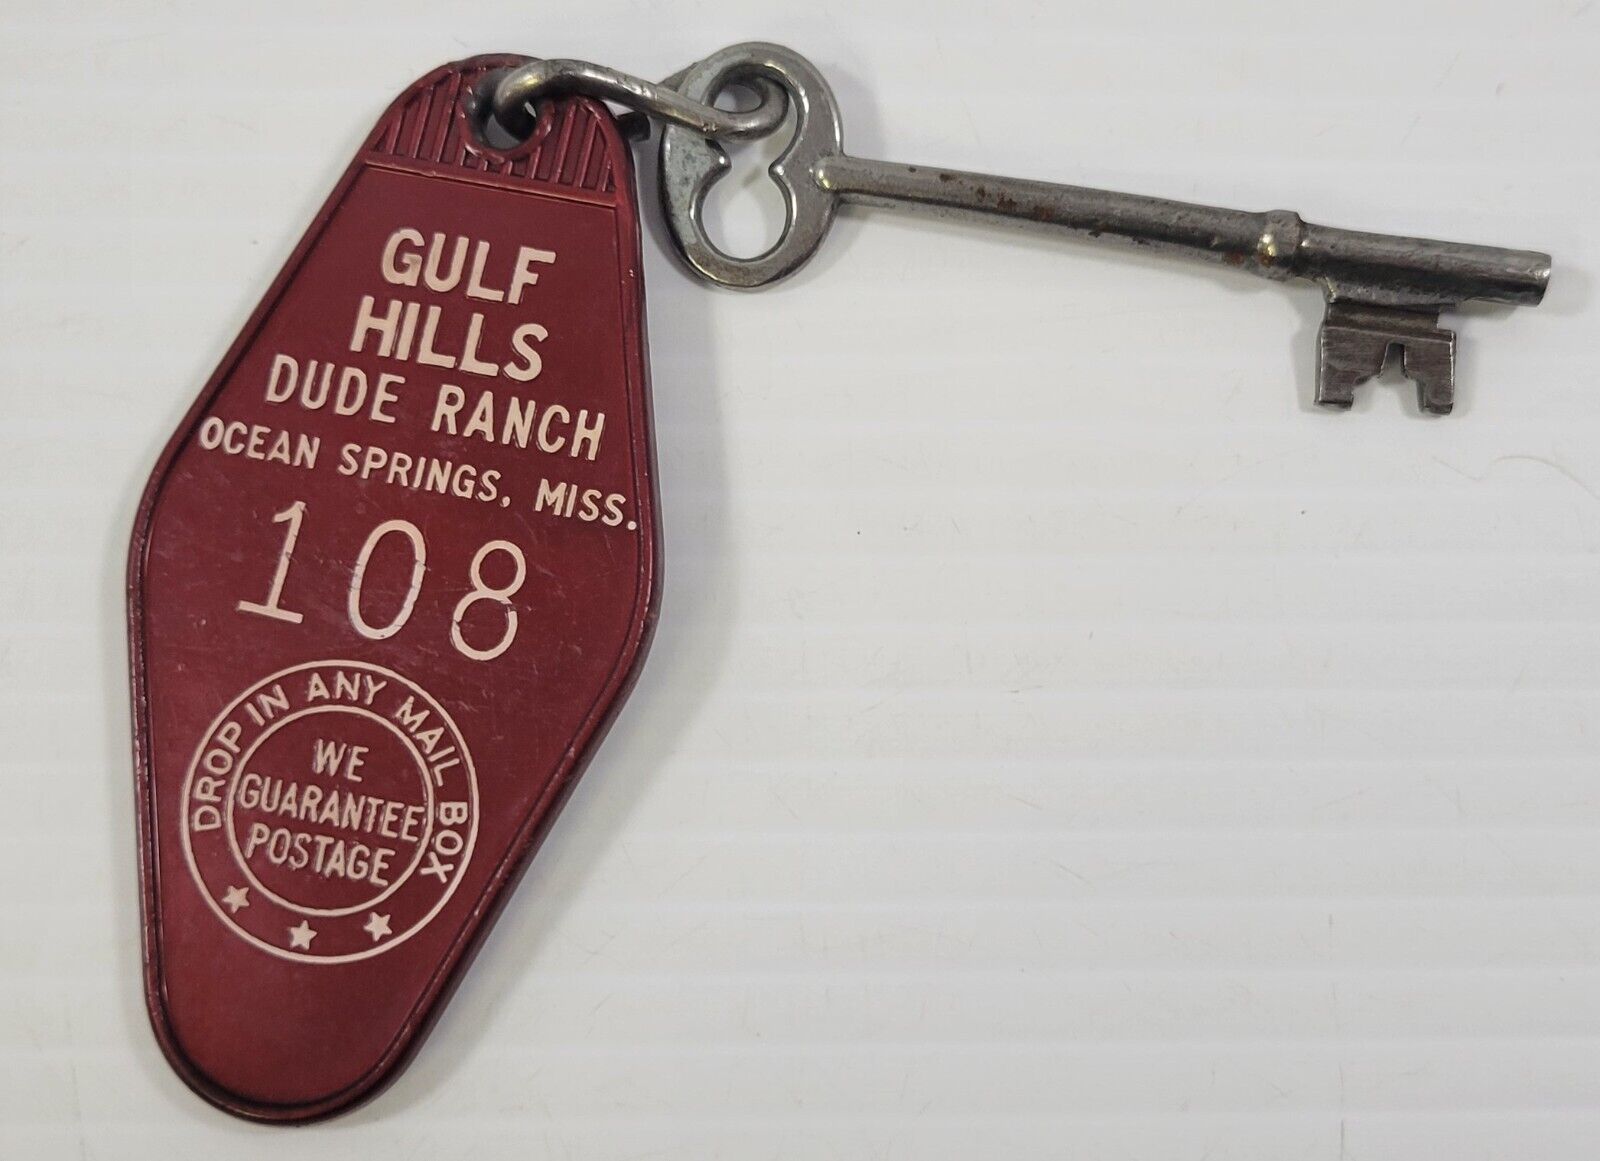 GULF
HILLS
DUDE RANCH
OCEAN SPRINGS, MISS.
108
DROP IN ANY MAIL BOX
WE
GUARANTEE
POSTAGE